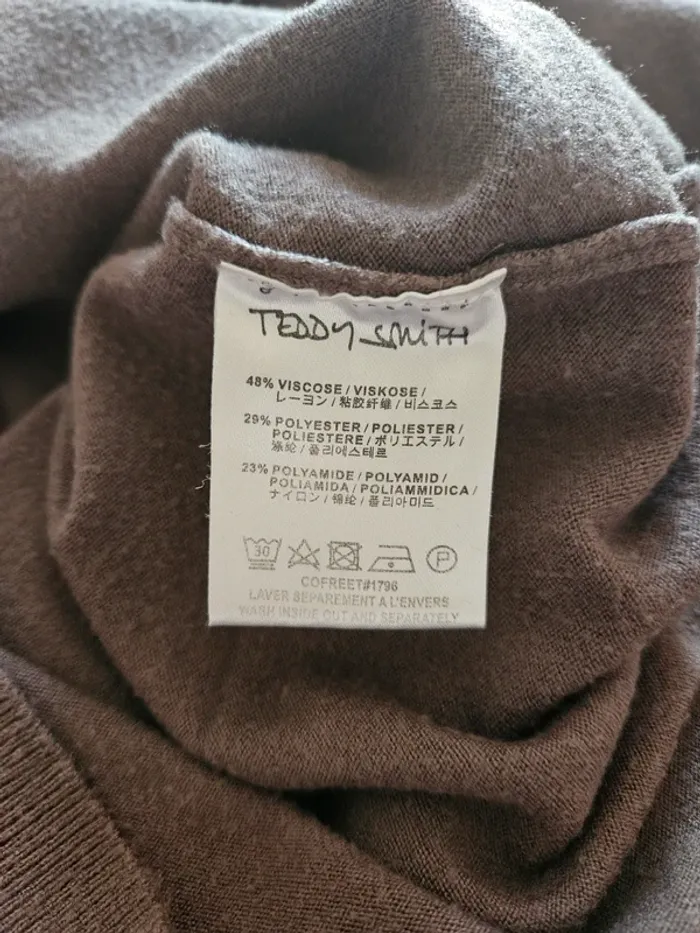 TEDDY SMITH
48% VISCOSE / VISKOSE /
レーヨン / 粘胶纤维 / 비스코스
29% POLYESTER / POLIESTER /
POLIESTERE / ポリエステル /
涤纶 / 폴리에스테르
23% POLYAMIDE / POLYAMID /
POLIAMIDA / POLIAMMIDICA /
ナイロン / 锦纶 / 폴리아미드
30 P
COFREET#1796
LAVER SEPAREMENT A L'ENVERS
WASH INSIDE OUT AND SEPARATELY